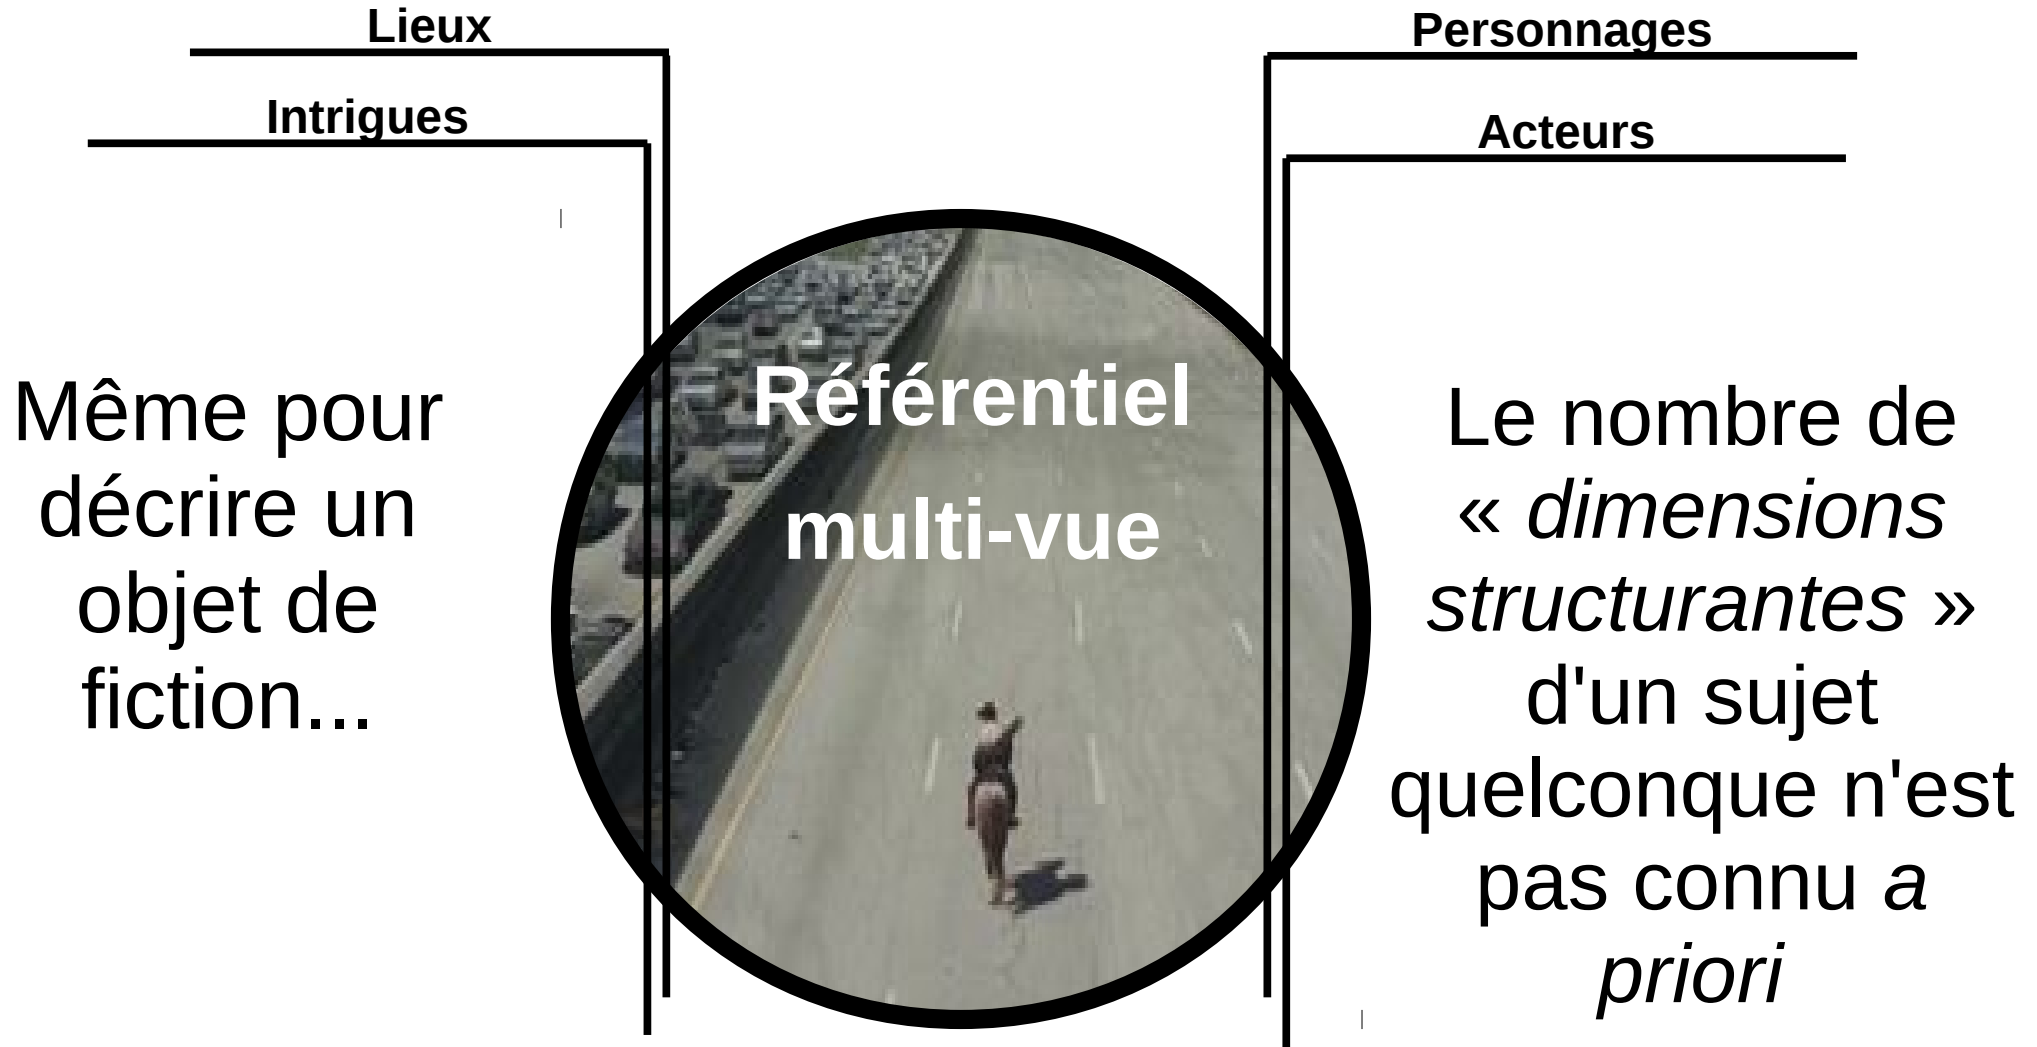 Lieux
Personnages
Intrigues
Acteurs
Même pour
décrire un
objet de
fiction...
Référentiel
multi-vue
Le nombre de
« dimensions
structurantes »
d'un sujet
quelconque n'est
pas connu a
priori